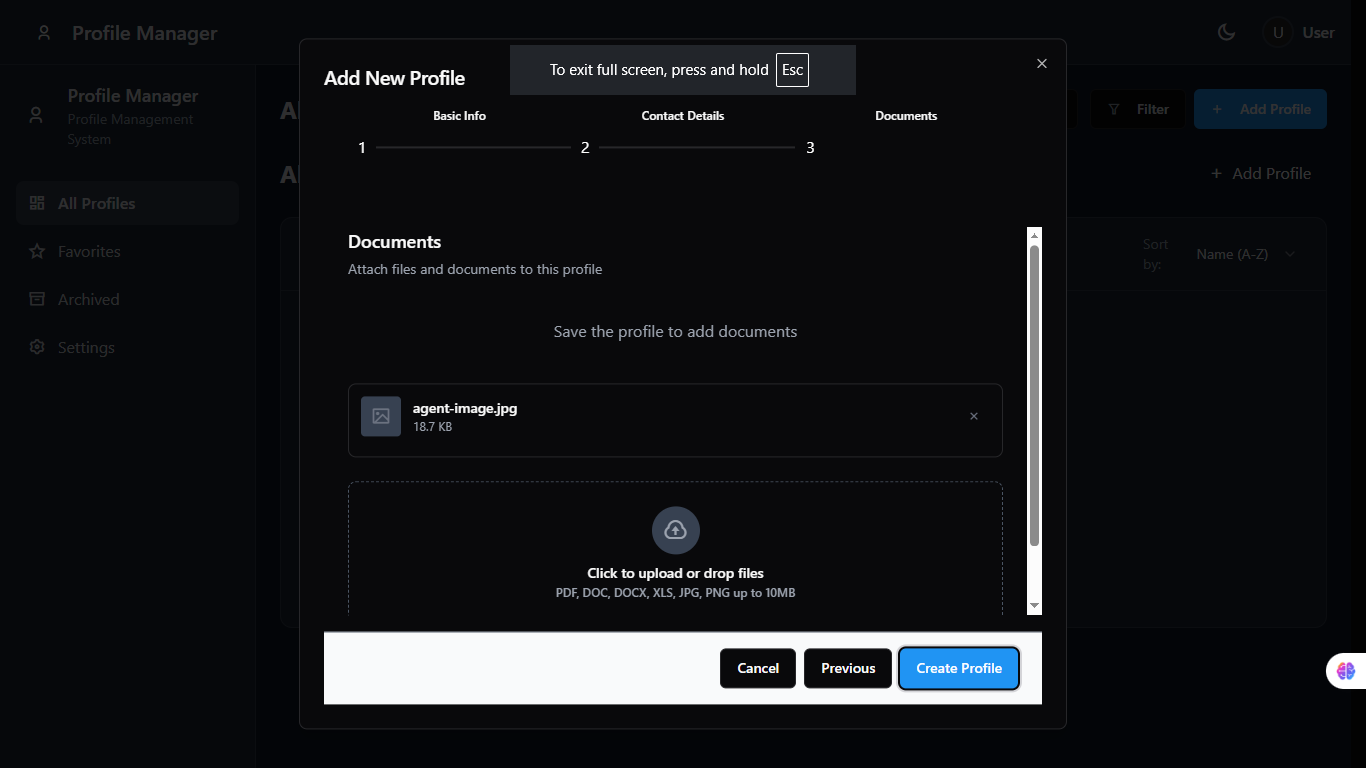 Profile Manager
U User
To exit full screen, press and hold Esc
Add New Profile
Profile Manager
Profile Management
System
Basic Info
Contact Details
Documents
1
2
3
Filter
+ Add Profile
Al
Al
+ Add Profile
All Profiles
Favorites
Archived
Settings
Sort
by:
Name (A-Z)
Documents
Attach files and documents to this profile
Save the profile to add documents
agent-image.jpg
18.7 KB
Click to upload or drop files
PDF, DOC, DOCX, XLS, JPG, PNG up to 10MB
Cancel
Previous
Create Profile